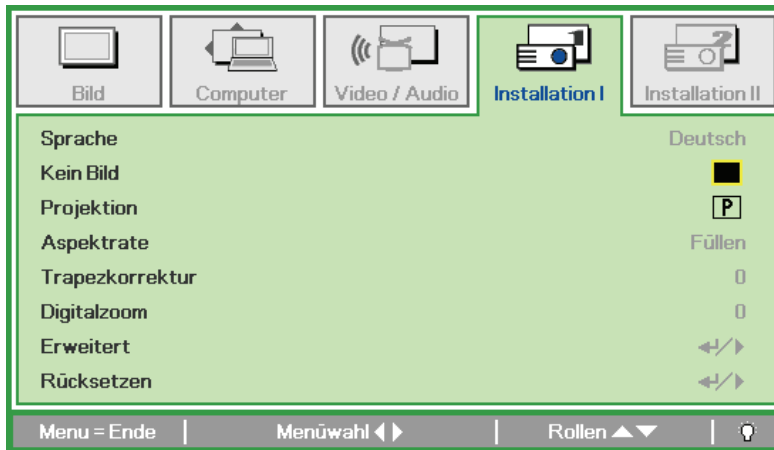 Bild Computer Video / Audio Installation I Installation II
Sprache Deutsch
Kein Bild
Projektion P
Aspektrate Füllen
Trapezkorrektur 0
Digitalzoom 0
Erweitert ↵/▶
Rücksetzen ↵/▶
Menu = Ende | Menüwahl ◀ ▶ | Rollen ▲▼ |